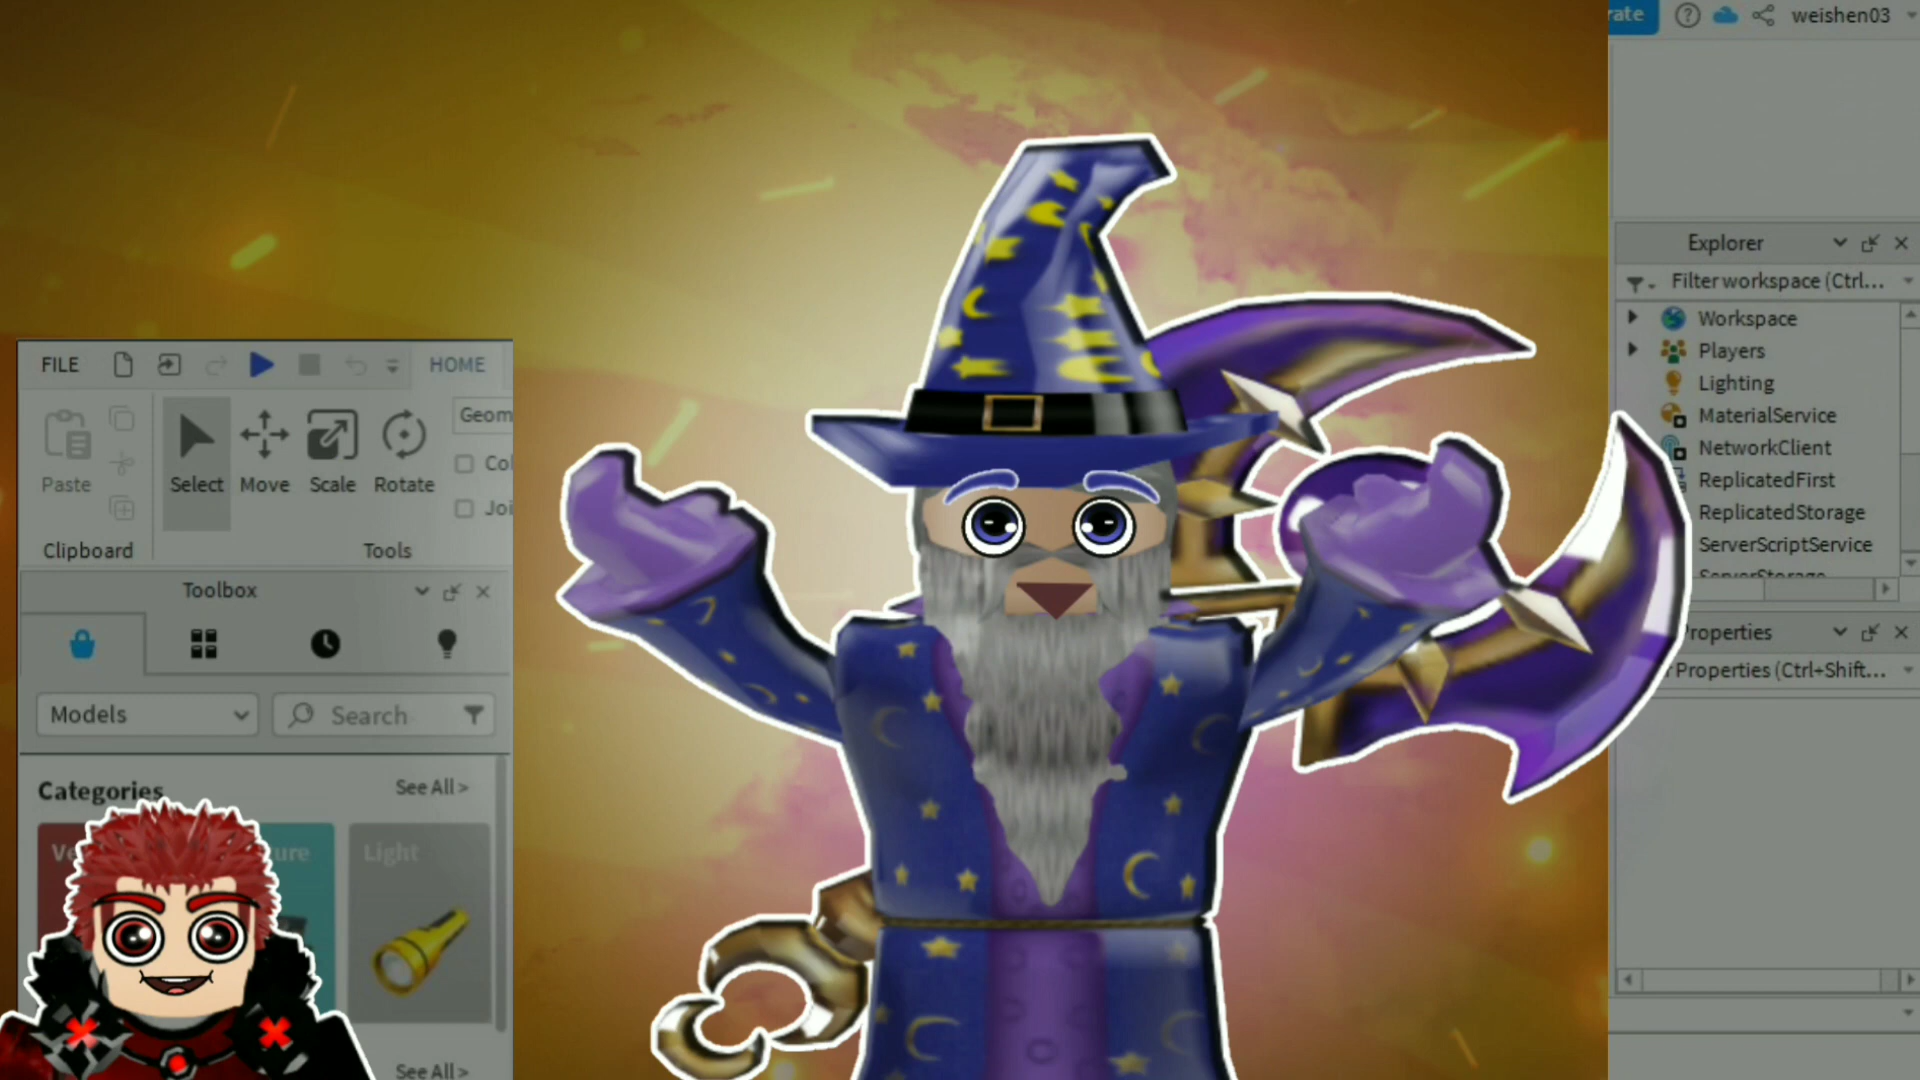 rate
weishen03
FILE
HOME
Geom
Col
Joi
Paste
Select
Move
Scale
Rotate
Clipboard
Tools
Toolbox
Models
Search
Categories
See All >
Ve
ure
Light
See All >
Explorer
Filter workspace (Ctrl...
Workspace
Players
Lighting
MaterialService
NetworkClient
ReplicatedFirst
ReplicatedStorage
ServerScriptService
ServerStorage
roperties
r Properties (Ctrl+Shift...